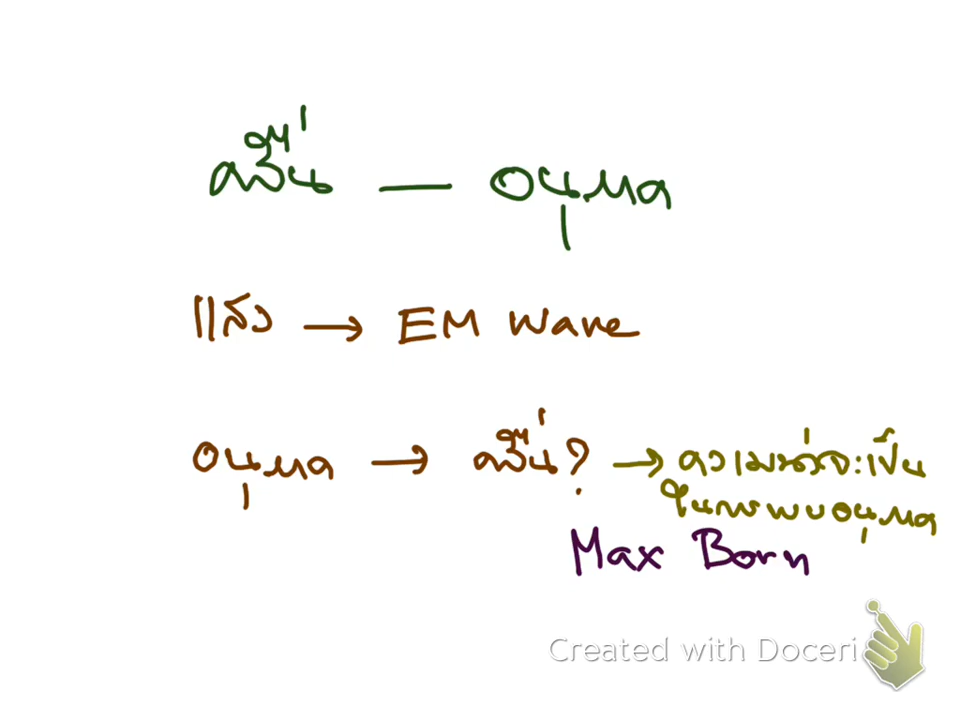 คลื่น — อนุภาค
แสง → EM Wave
อนุภาค → คลื่น? → ความน่าจะเป็น
ในการพบอนุภาค
Max Born
Created with Doceri